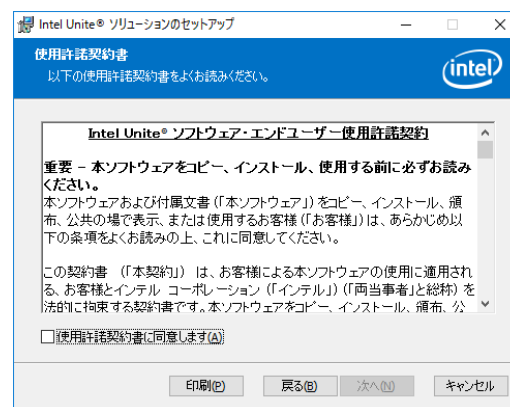 Intel Unite® ソリューションのセットアップ
使用許諾契約書
以下の使用許諾契約書をよくお読みください。
intel
Intel Unite® ソフトウェア・エンドユーザー使用許諾契約
重要 – 本ソフトウェアをコピー、インストール、使用する前に必ずお読み
ください。
本ソフトウェアおよび付属文書(「本ソフトウェア」)をコピー、インストール、頒
布、公共の場で表示、または使用するお客様(「お客様」)は、あらかじめ以
下の条項をよくお読みの上、これに同意してください。
この契約書 (「本契約」) は、お客様による本ソフトウェアの使用に適用され
る、お客様とインテル コーポレーション (「インテル」) (「両当事者」と総称) を
法的に拘束する契約書です。本ソフトウェアをコピー、インストール、頒布、公
使用許諾契約書に同意します(A)
印刷(P) 戻る(B) 次へ(N) キャンセル